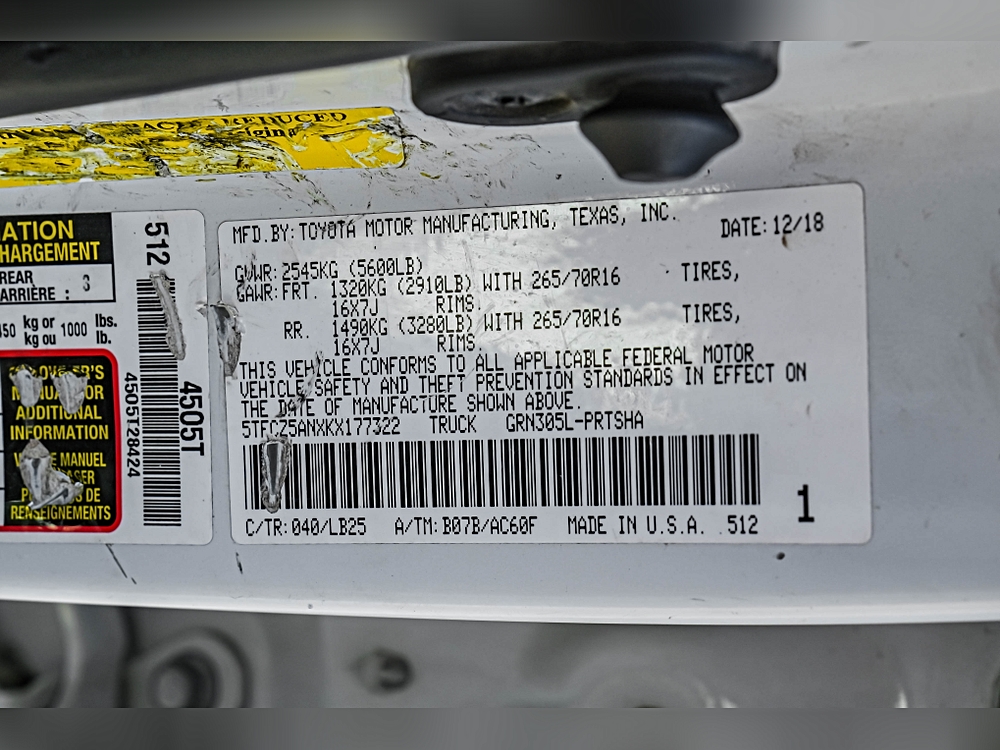 REDUCED
ATION
HARGEMENT
REAR
ARRIÈRE : 3
450 kg or 1000 lbs.
kg ou lb.
ADDITIONAL
INFORMATION
MANUEL
DE
RENSEIGNEMENTS
512
4505T28424
4505T
MFD.BY:TOYOTA MOTOR MANUFACTURING, TEXAS, INC.
DATE:12/18
GVWR:2545KG (5600LB)
GAWR:FRT. 1320KG (2910LB) WITH 265/70R16 TIRES,
16X7J RIMS.
RR. 1490KG (3280LB) WITH 265/70R16 TIRES,
16X7J RIMS.
THIS VEHICLE CONFORMS TO ALL APPLICABLE FEDERAL MOTOR
VEHICLE SAFETY AND THEFT PREVENTION STANDARDS IN EFFECT ON
THE DATE OF MANUFACTURE SHOWN ABOVE.
5TFCZ5ANXKX177322 TRUCK GRN305L-PRTSHA
1
C/TR:040/LB25 A/TM:B07B/AC60F MADE IN U.S.A. 512